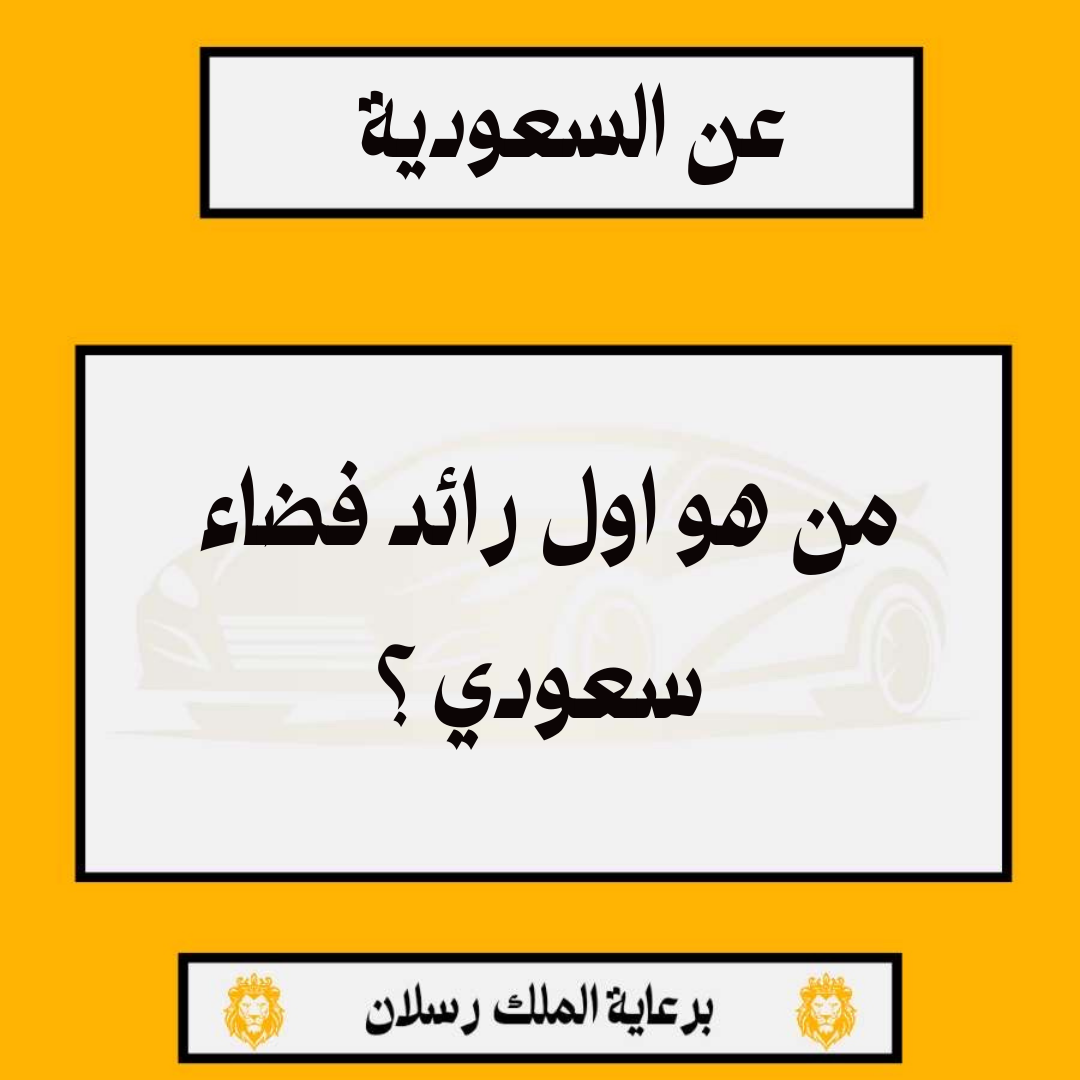 عن السعودية
من هو اول رائد فضاء
سعودي ؟
برعاية الملك رسلان